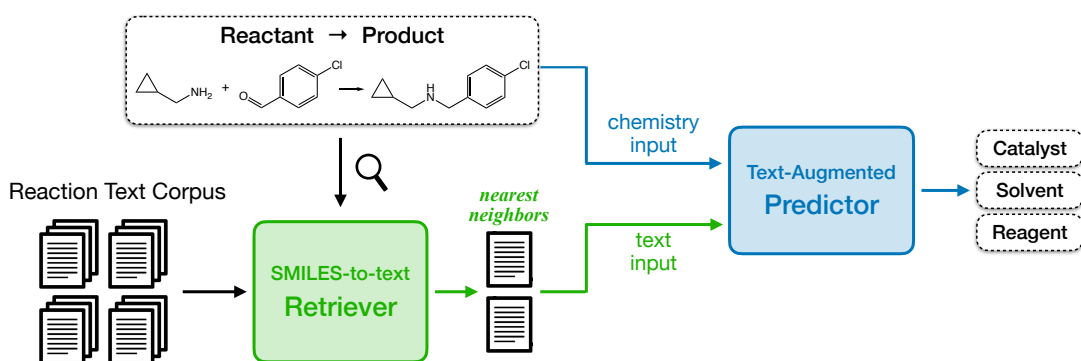 Reactant → Product
NH₂
+
O
Cl
H
N
Cl
chemistry
input
Text-Augmented
Predictor
Catalyst
Solvent
Reagent
Reaction Text Corpus
SMILES-to-text
Retriever
nearest
neighbors
text
input